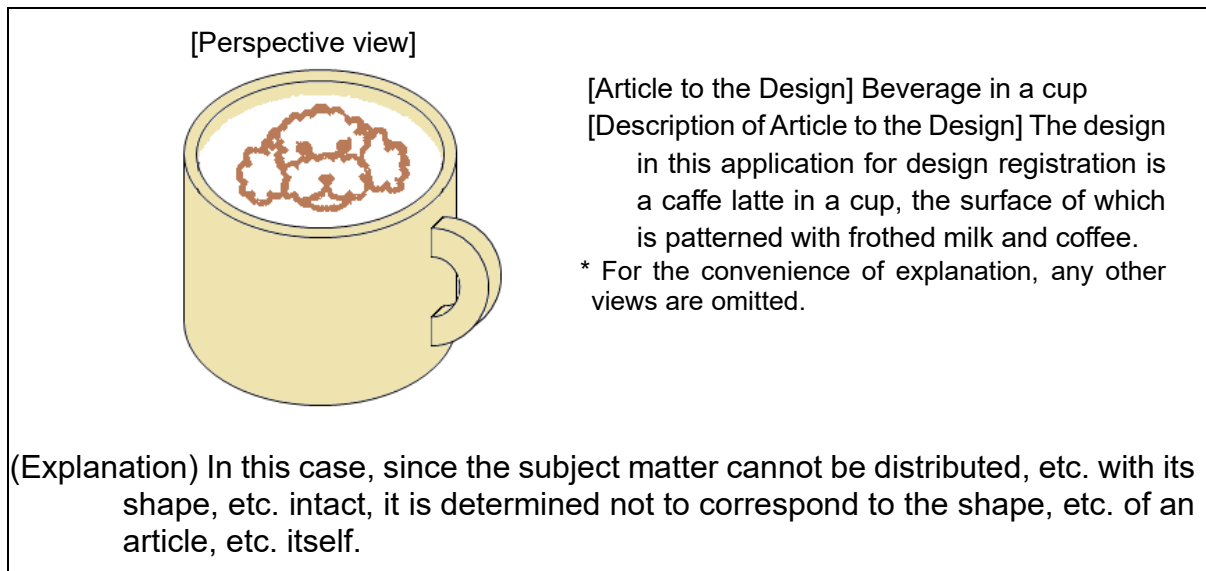 [Perspective view]
[Article to the Design] Beverage in a cup
[Description of Article to the Design] The design
in this application for design registration is
a caffe latte in a cup, the surface of which
is patterned with frothed milk and coffee.
* For the convenience of explanation, any other
views are omitted.
(Explanation) In this case, since the subject matter cannot be distributed, etc. with its
shape, etc. intact, it is determined not to correspond to the shape, etc. of an
article, etc. itself.